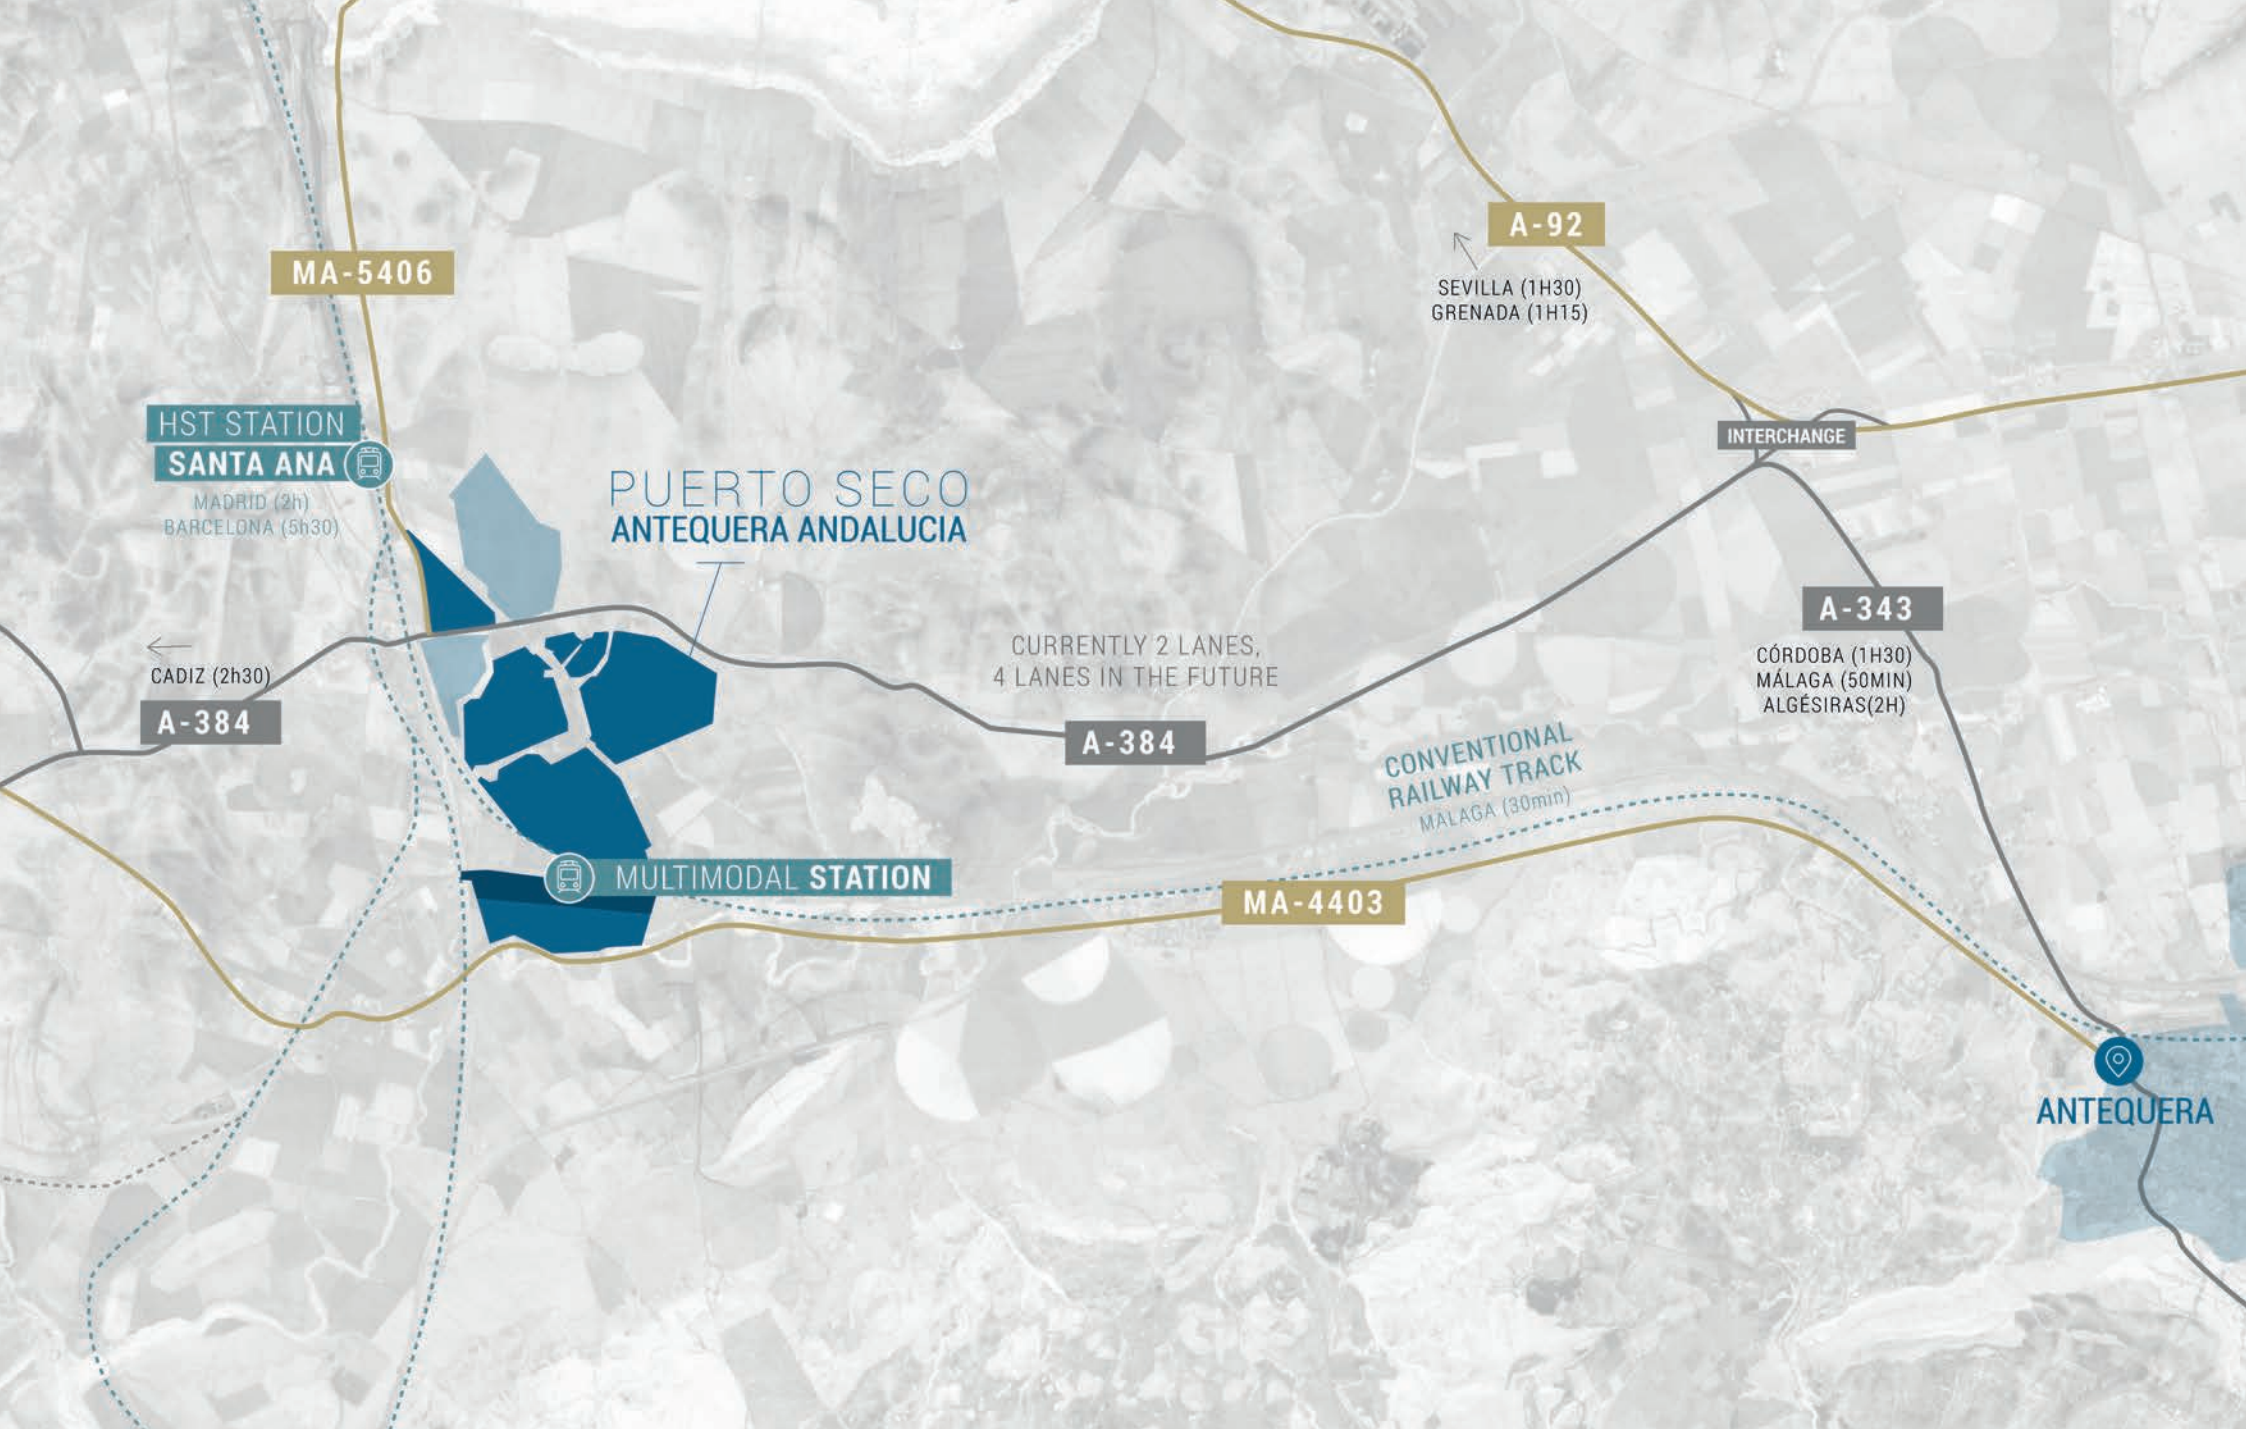 A-92
SEVILLA (1H30)
GRENADA (1H15)
MA-5406
HST STATION
SANTA ANA
MADRID (2h)
BARCELONA (5h30)
PUERTO SECO
ANTEQUERA ANDALUCIA
INTERCHANGE
A-343
CÓRDOBA (1H30)
MÁLAGA (50MIN)
ALGÉSIRAS(2H)
CURRENTLY 2 LANES,
4 LANES IN THE FUTURE
CADIZ (2h30)
A-384
A-384
CONVENTIONAL
RAILWAY TRACK
MALAGA (30min)
MULTIMODAL STATION
MA-4403
ANTEQUERA